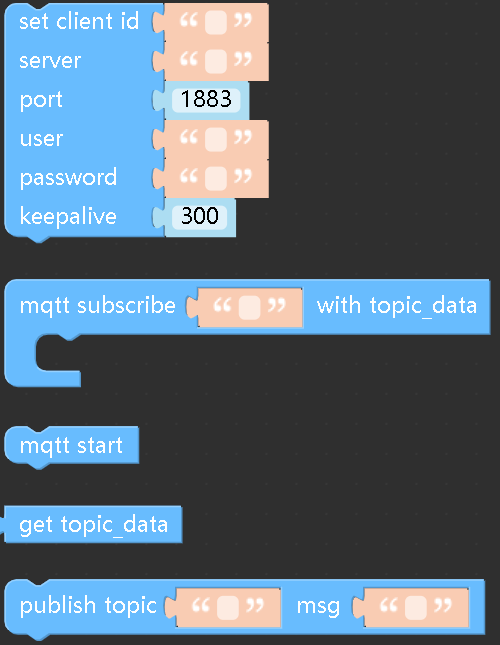 set client id “ ”
server “ ”
port 1883
user “ ”
password “ ”
keepalive 300
mqtt subscribe “ ” with topic_data
mqtt start
get topic_data
publish topic “ ” msg “ ”